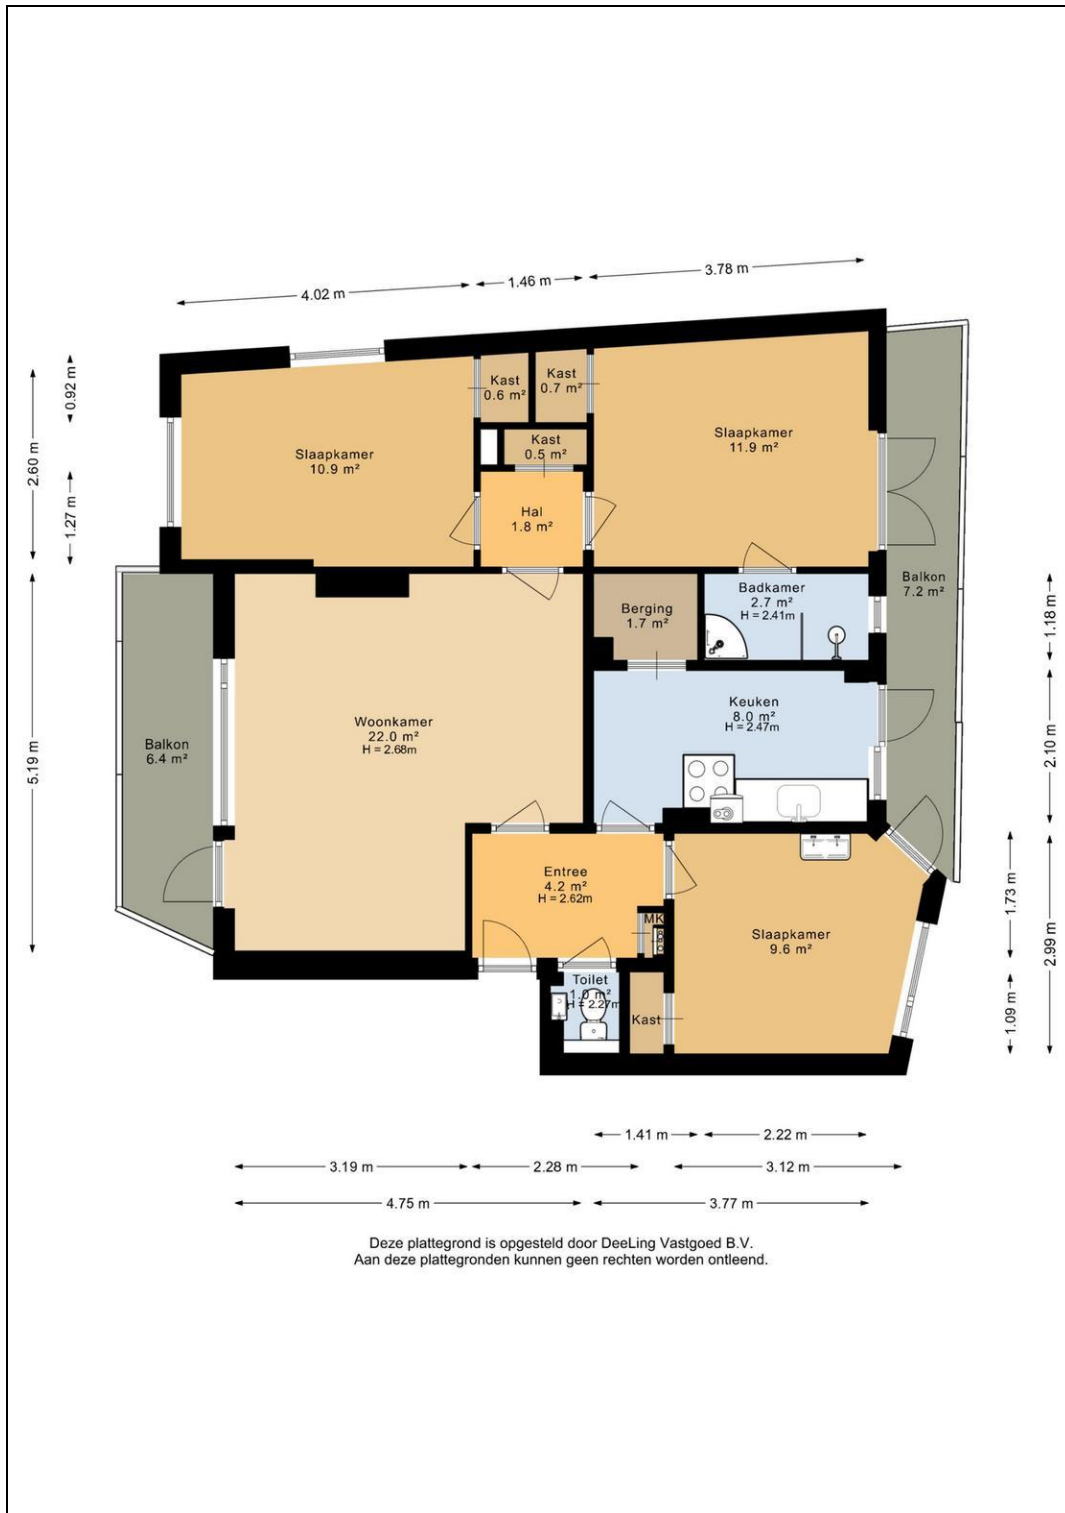 3.78 m
1.46 m
4.02 m
0.92 m
2.60 m
1.27 m
Kast
0.6 m²
Kast
0.7 m²
Slaapkamer
11.9 m²
Kast
0.5 m²
Slaapkamer
10.9 m²
Hal
1.8 m²
Balkon
7.2 m²
Badkamer
2.7 m²
H = 2.41m
Berging
1.7 m²
1.18 m
Woonkamer
22.0 m²
H = 2.68m
Keuken
8.0 m²
H = 2.47m
2.10 m
Balkon
6.4 m²
5.19 m
Entree
4.2 m²
H = 2.62m
MK
Slaapkamer
9.6 m²
1.73 m
2.99 m
1.09 m
Toilet
1.0 m²
H = 2.27m
Kast
1.41 m
2.22 m
3.19 m
2.28 m
3.12 m
4.75 m
3.77 m
Deze plattegrond is opgesteld door DeeLing Vastgoed B.V.
Aan deze plattegronden kunnen geen rechten worden ontleend.